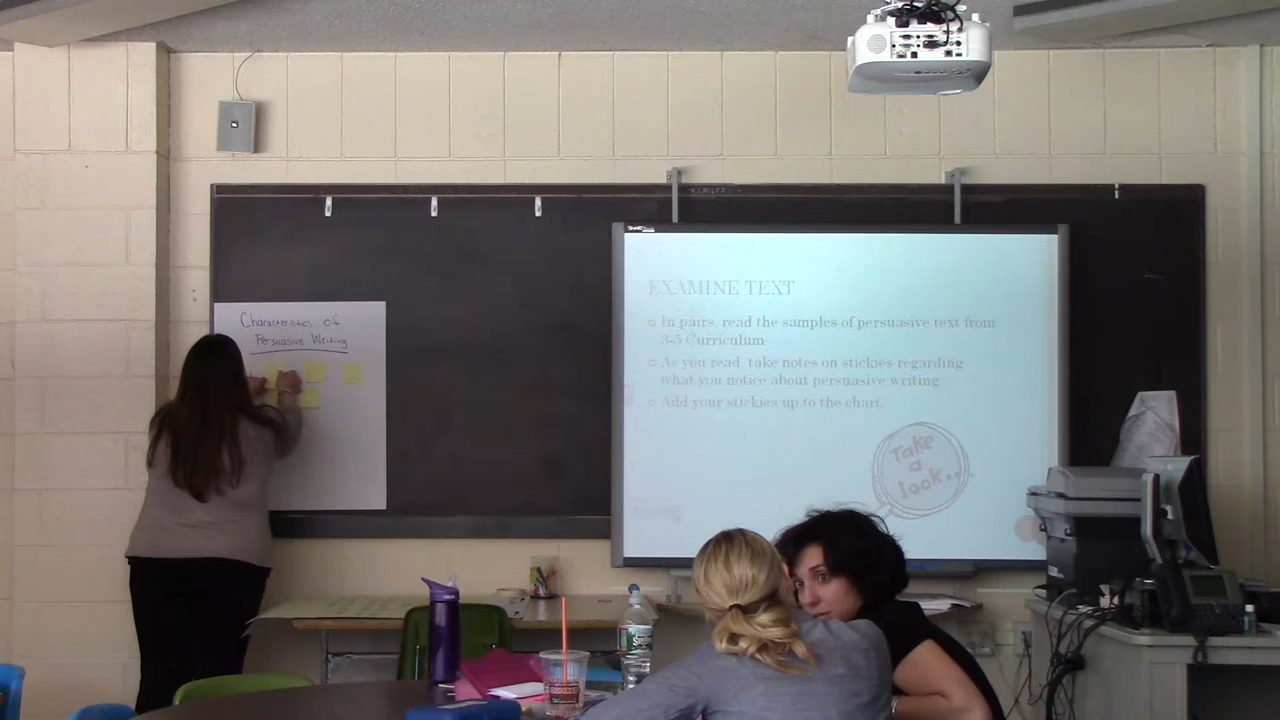 Characteristics of
Persuasive Writing
SMART
EXAMINE TEXT
In pairs, read the samples of persuasive text from
3-5 Curriculum
As you read, take notes on stickies regarding
what you notice about persuasive writing
Add your stickies up to the chart.
Take
a
look...